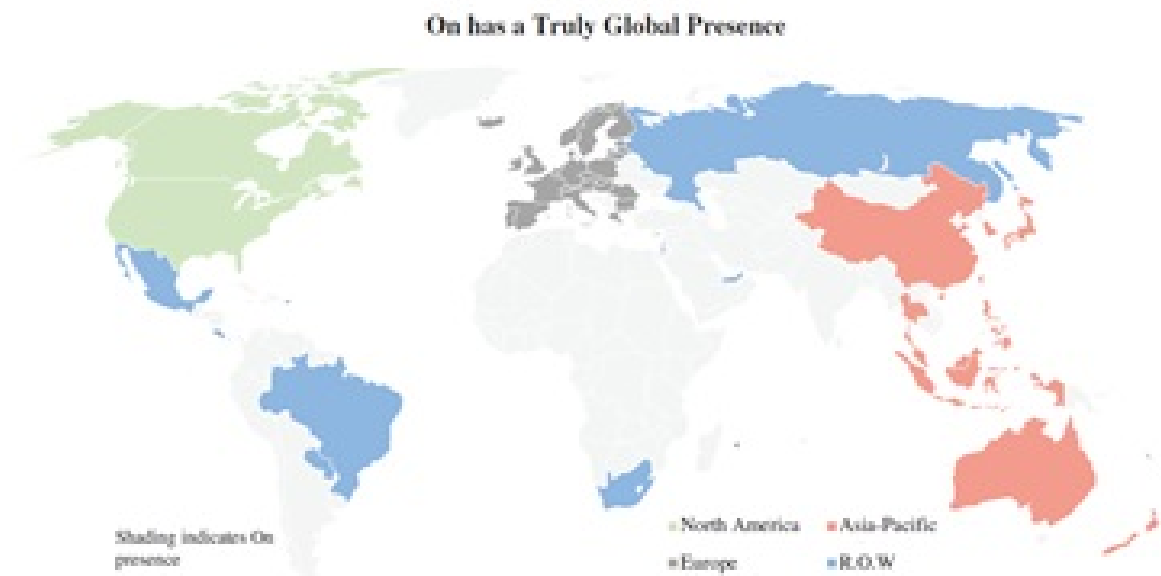 On has a Truly Global Presence
Shading indicates On
presence
North America
Asia-Pacific
Europe
R.O.W